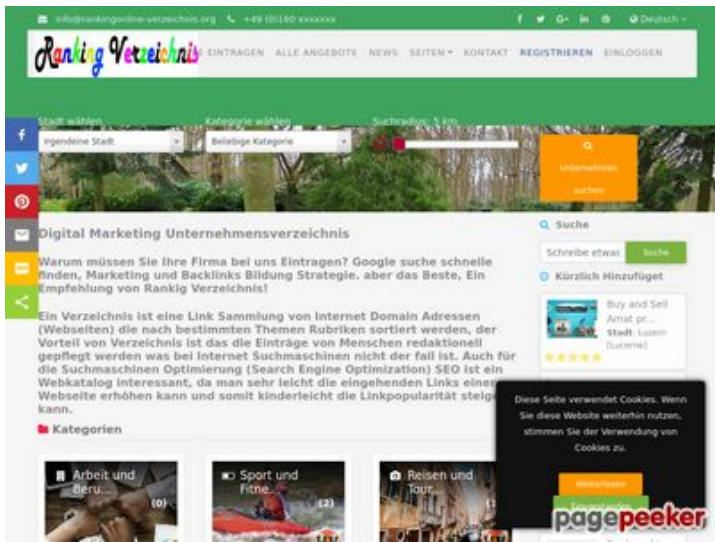 info@rankingonline-verzeichnis.org +49 (0)160 xxxxxxx Deutsch
Ranking Verzeichnis EINTRAGEN ALLE ANGEBOTE NEWS SEITEN KONTAKT REGISTRIEREN EINLOGGEN
Stadt wählen Kategorie wählen Suchradius: 5 km
Irgendeine Stadt Beliebige Kategorie
Unternehmen
suchen
Digital Marketing Unternehmensverzeichnis
Warum müssen Sie Ihre Firma bei uns Eintragen? Google suche schnelle
finden, Marketing und Backlinks Bildung Strategie. aber das Beste, Ein
Empfehlung von Rankig Verzeichnis!
Ein Verzeichnis ist eine Link Sammlung von Internet Domain Adressen
(Webseiten) die nach bestimmten Themen Rubriken sortiert werden, der
Vorteil von Verzeichnis ist das die Einträge von Menschen redaktionell
gepflegt werden was bei Internet Suchmaschinen nicht der fall ist. Auch für
die Suchmaschinen Optimierung (Search Engine Optimization) SEO ist ein
Webkatalog interessant, da man sehr leicht die eingehenden Links einer
Webseite erhöhen kann und somit kinderleicht die Linkpopularität steige
kann.
Kategorien
Arbeit und
Beru...
(0)
Sport und
Fitne...
(2)
Reisen und
Tour...
Suche
Schreibe etwas Suche
Kürzlich Hinzufüget
Buy and Sell
Amat pr...
Stadt: Luzern
(Lucerne)
Diese Seite verwendet Cookies. Wenn
Sie diese Website weiterhin nutzen,
stimmen Sie der Verwendung von
Cookies zu.
Weiterlesen
pagepeeker